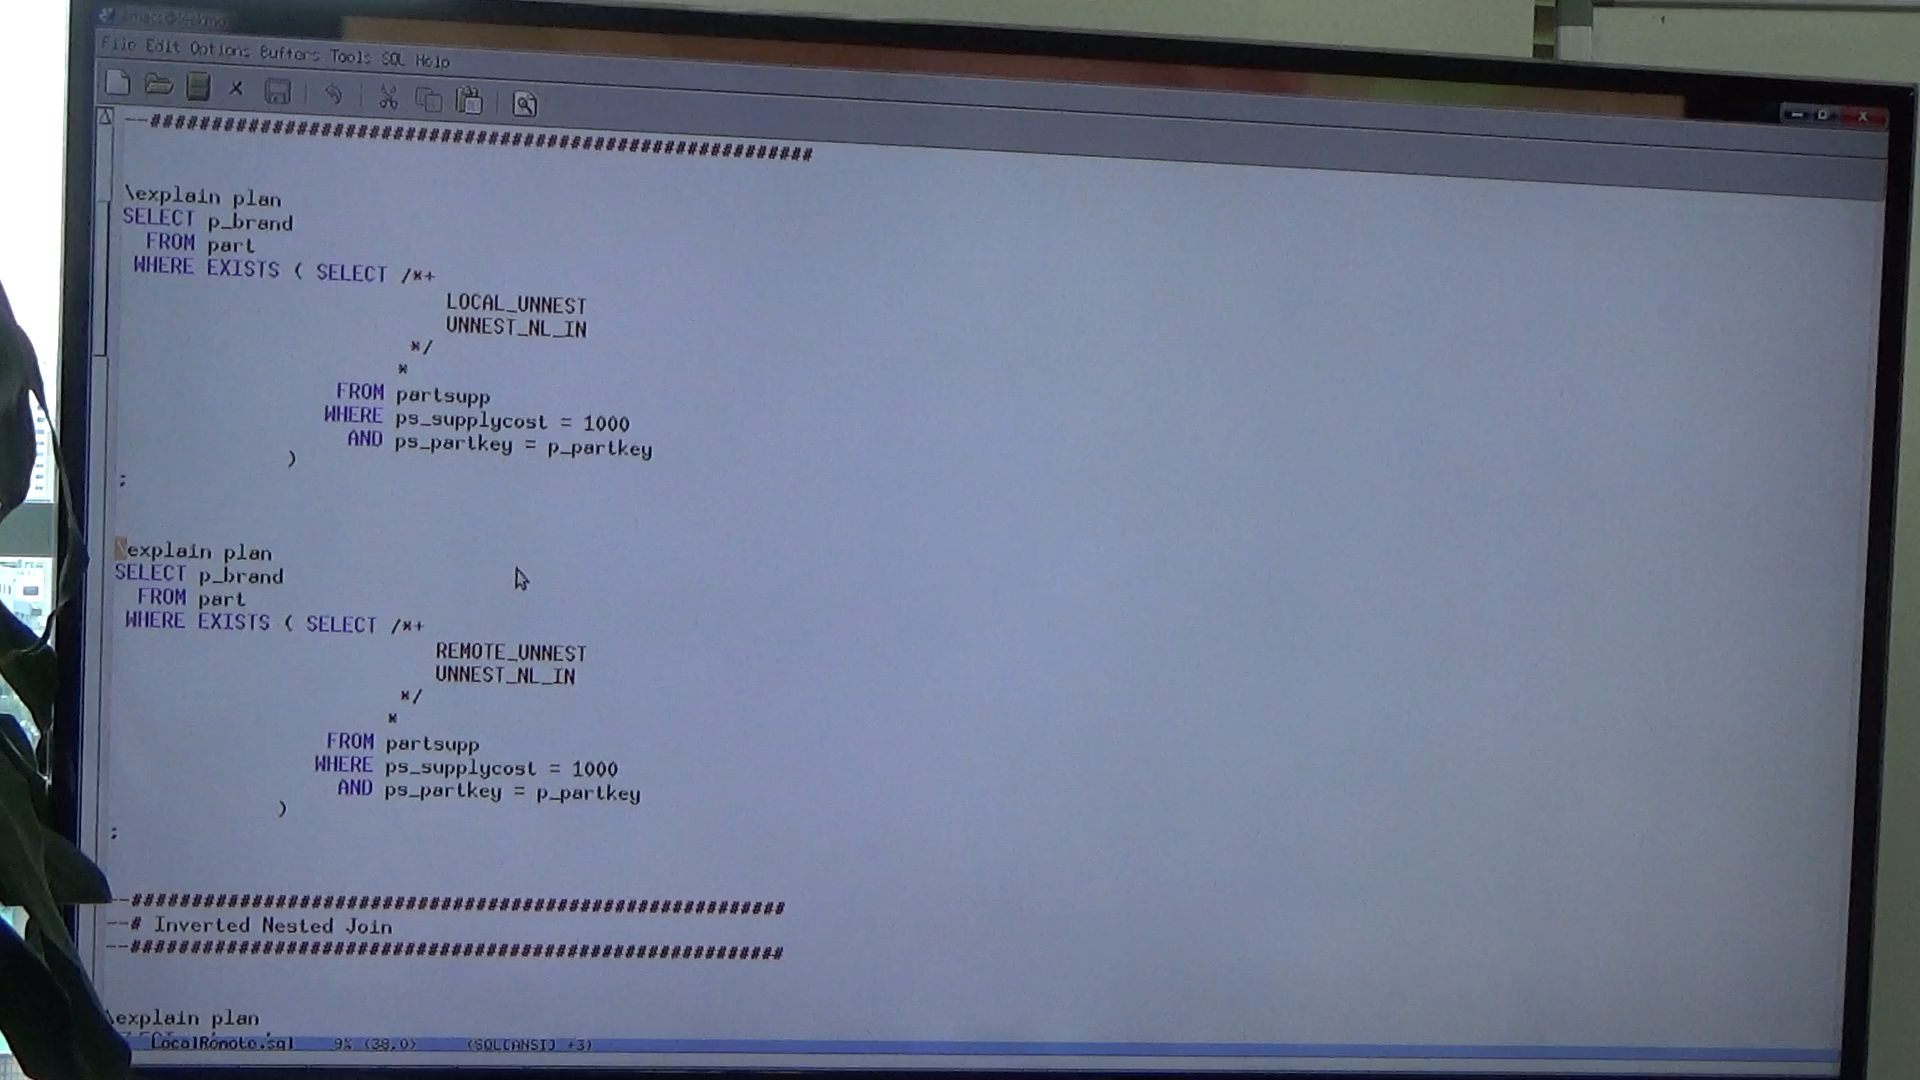 emacs@leekmo
File Edit Options Buffers Tools SQL Help
--#######################################################
\explain plan
SELECT p_brand
FROM part
WHERE EXISTS ( SELECT /*+
LOCAL_UNNEST
UNNEST_NL_IN
*/
*
FROM partsupp
WHERE ps_supplycost = 1000
AND ps_partkey = p_partkey
)
;
\explain plan
SELECT p_brand
FROM part
WHERE EXISTS ( SELECT /*+
REMOTE_UNNEST
UNNEST_NL_IN
*/
*
FROM partsupp
WHERE ps_supplycost = 1000
AND ps_partkey = p_partkey
)
;
--#######################################################
--# Inverted Nested Join
--#######################################################
\explain plan
LocalRemote.sql 9% (38,0) (SQL[ANSI] +3)